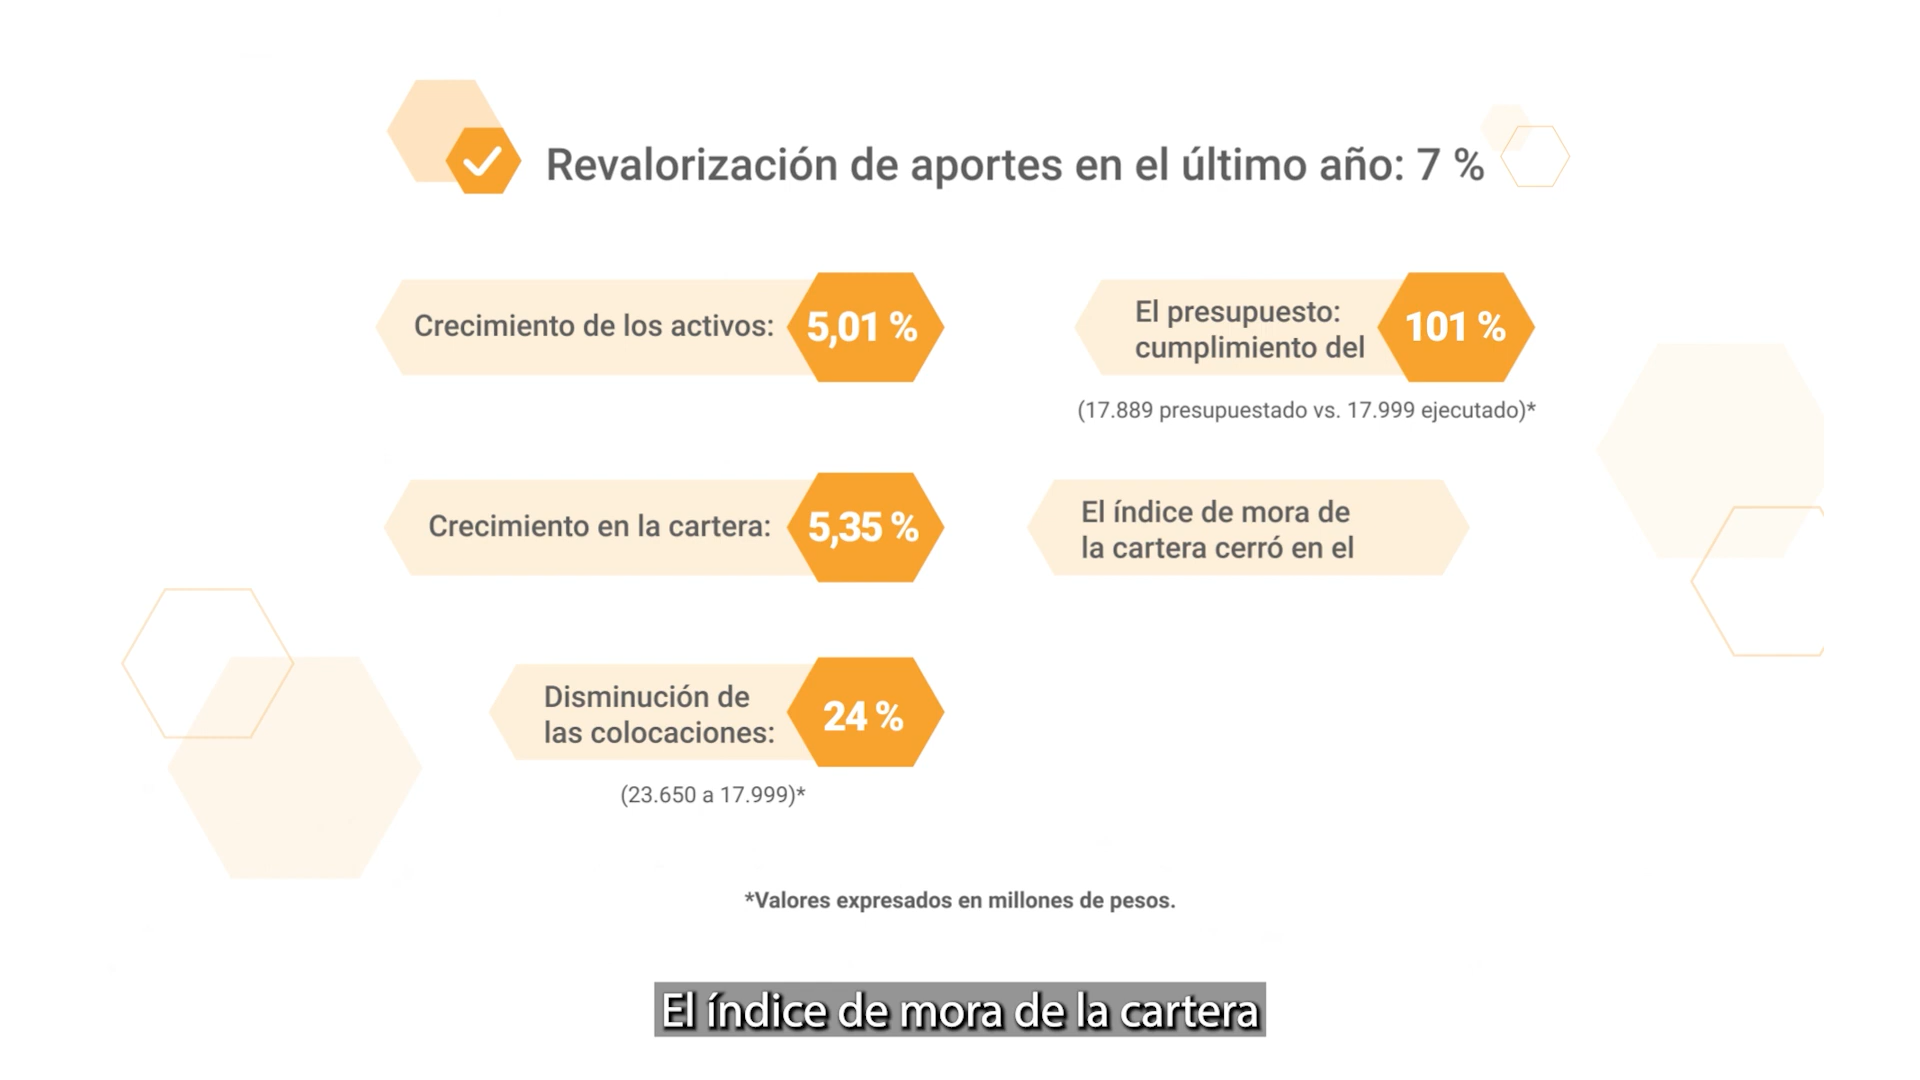 Revalorización de aportes en el último año: 7 %
Crecimiento de los activos: 5,01 %
El presupuesto:
cumplimiento del 101 %
(17.889 presupuestado vs. 17.999 ejecutado)*
Crecimiento en la cartera: 5,35 %
El índice de mora de
la cartera cerró en el
Disminución de
las colocaciones: 24 %
(23.650 a 17.999)*
*Valores expresados en millones de pesos.
El índice de mora de la cartera